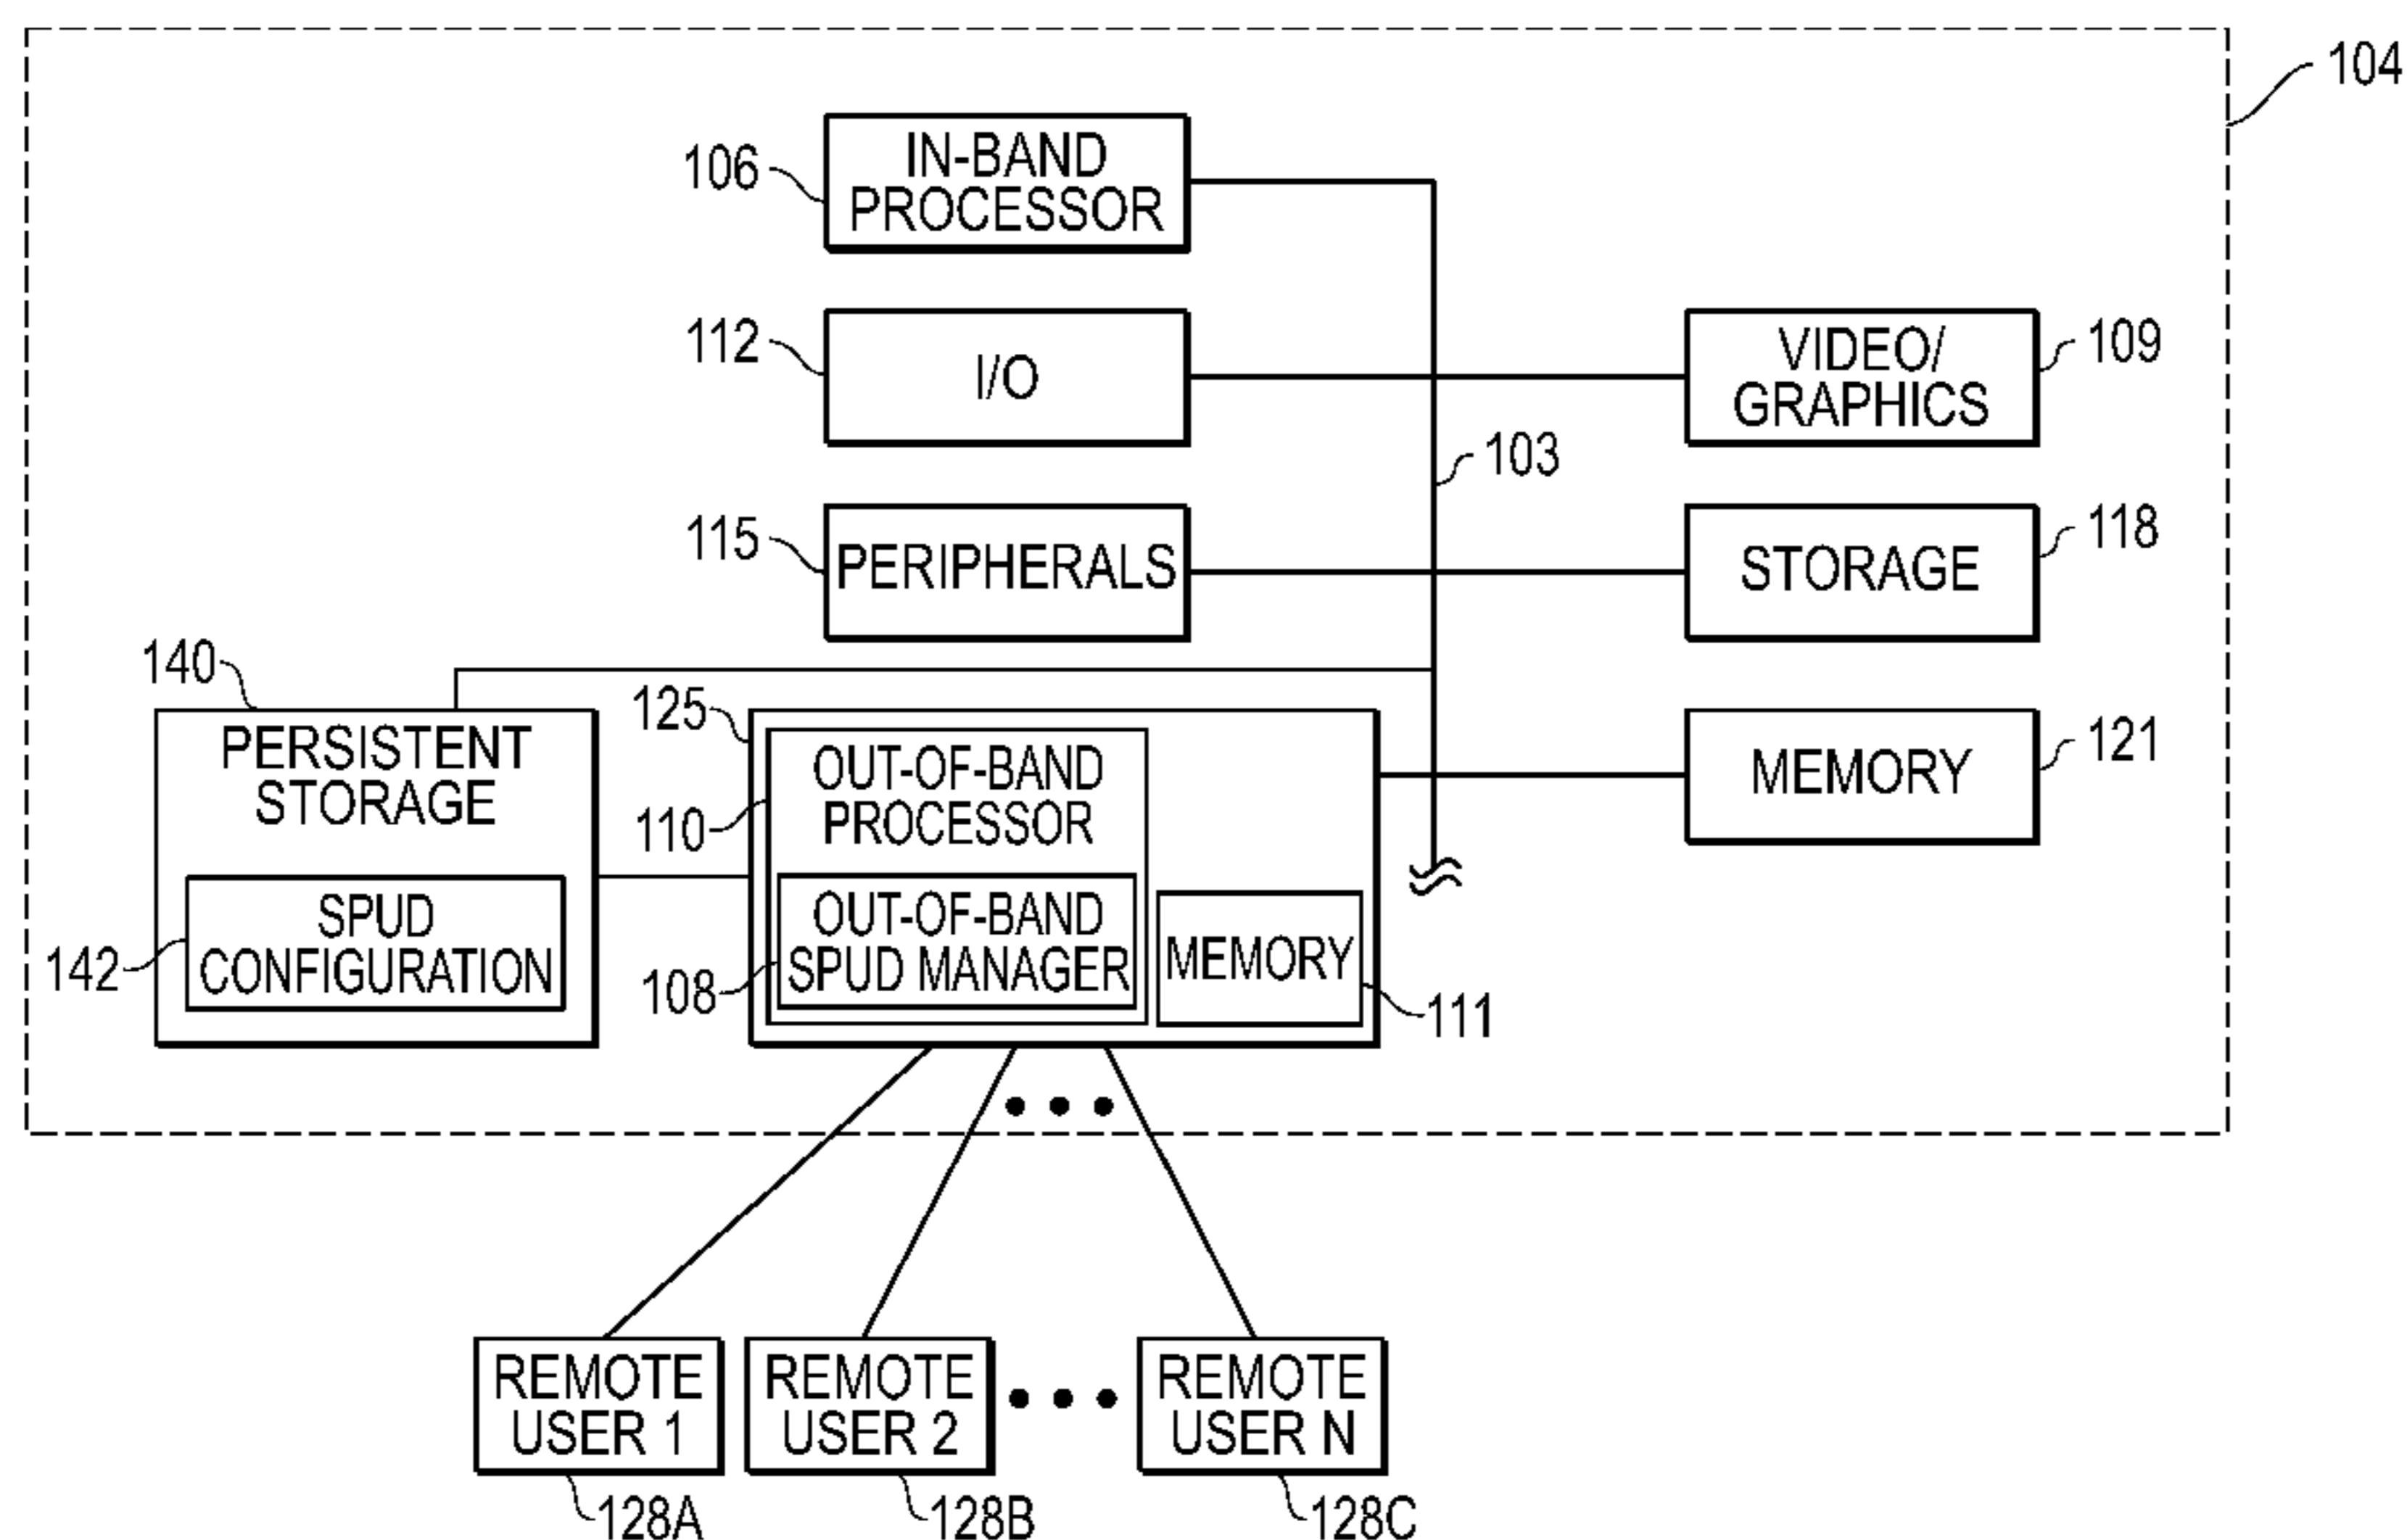 104
IN-BAND
PROCESSOR
106
I/O
112
VIDEO/
GRAPHICS
109
103
PERIPHERALS
115
STORAGE
118
140
PERSISTENT
STORAGE
SPUD
CONFIGURATION
142
125
OUT-OF-BAND
PROCESSOR
110
OUT-OF-BAND
SPUD MANAGER
108
MEMORY
111
MEMORY
121
REMOTE
USER 1
128A
REMOTE
USER 2
128B
REMOTE
USER N
128C